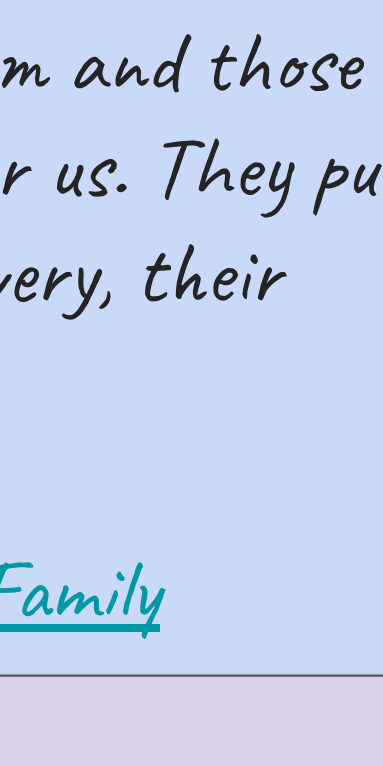 m and those
r us. They pu
very, their
Family